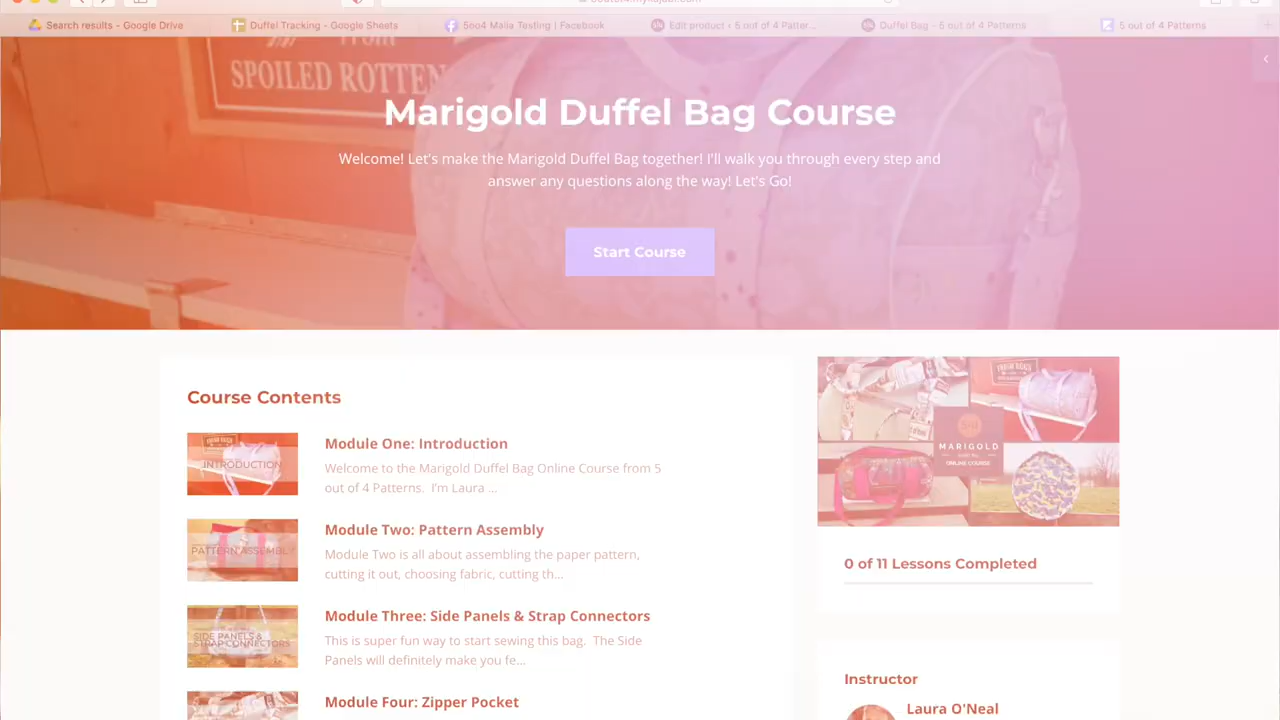 Search results - Google Drive
Duffel Tracking - Google Sheets
5oo4 Malia Testing | Facebook
Edit product ‹ 5 out of 4 Patter...
Duffel Bag - 5 out of 4 Patterns
5 out of 4 Patterns
from
SPOILED ROTTEN
Marigold Duffel Bag Course
Welcome! Let's make the Marigold Duffel Bag together! I'll walk you through every step and
answer any questions along the way! Let's Go!
Start Course
Course Contents
INTRODUCTION
Module One: Introduction
Welcome to the Marigold Duffel Bag Online Course from 5
out of 4 Patterns. I'm Laura ...
PATTERN ASSEMBLY
Module Two: Pattern Assembly
Module Two is all about assembling the paper pattern,
cutting it out, choosing fabric, cutting th...
SIDE PANELS &
STRAP CONNECTORS
Module Three: Side Panels & Strap Connectors
This is super fun way to start sewing this bag. The Side
Panels will definitely make you fe...
Module Four: Zipper Pocket
MARIGOLD
ONLINE COURSE
0 of 11 Lessons Completed
Instructor
Laura O'Neal